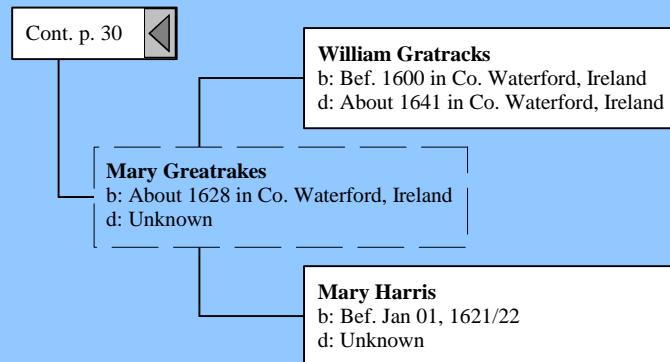 Cont. p. 30
William Gratracks
b: Bef. 1600 in Co. Waterford, Ireland
d: About 1641 in Co. Waterford, Ireland
Mary Greatrakes
b: About 1628 in Co. Waterford, Ireland
d: Unknown
Mary Harris
b: Bef. Jan 01, 1621/22
d: Unknown